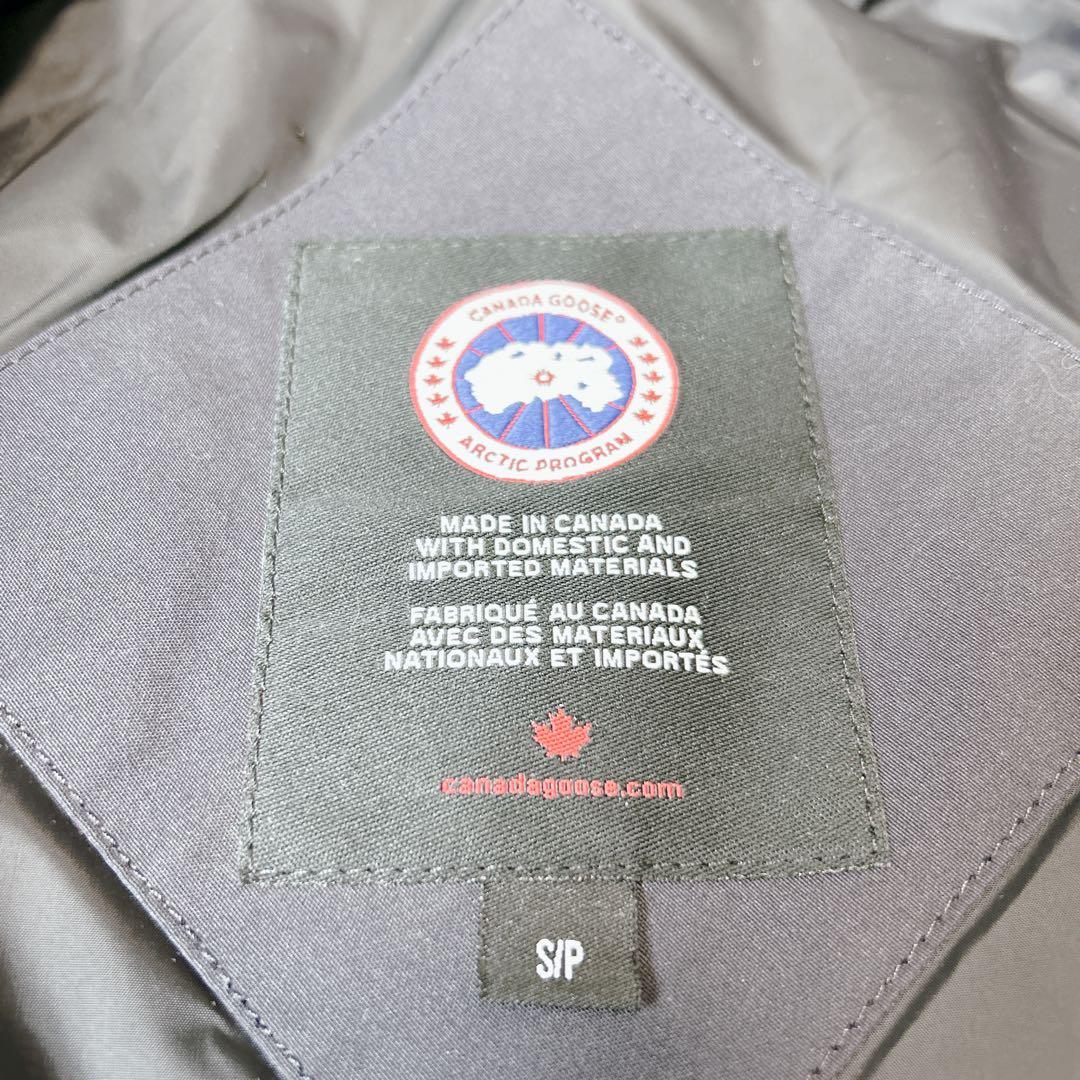 CANADA GOOSE®
ARCTIC PROGRAM
MADE IN CANADA
WITH DOMESTIC AND
IMPORTED MATERIALS
FABRIQUÉ AU CANADA
AVEC DES MATERIAUX
NATIONAUX ET IMPORTÉS
canadagoose.com
S/P